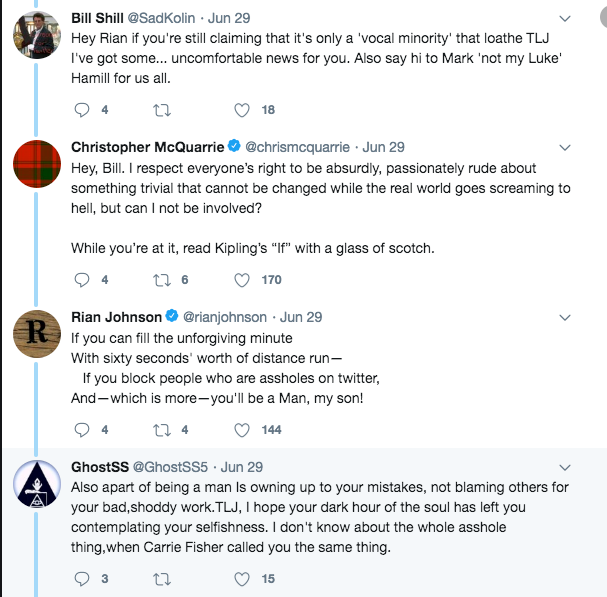 Bill Shill @SadKolin · Jun 29
Hey Rian if you're still claiming that it's only a 'vocal minority' that loathe TLJ
I've got some... uncomfortable news for you. Also say hi to Mark 'not my Luke'
Hamill for us all.
4 18
Christopher McQuarrie @chrismcquarrie · Jun 29
Hey, Bill. I respect everyone's right to be absurdly, passionately rude about
something trivial that cannot be changed while the real world goes screaming to
hell, but can I not be involved?
While you're at it, read Kipling's “If” with a glass of scotch.
4 6 170
R
Rian Johnson @rianjohnson · Jun 29
If you can fill the unforgiving minute
With sixty seconds' worth of distance run—
If you block people who are assholes on twitter,
And—which is more—you'll be a Man, my son!
4 4 144
GhostSS @GhostSS5 · Jun 29
Also apart of being a man Is owning up to your mistakes, not blaming others for
your bad,shoddy work.TLJ, I hope your dark hour of the soul has left you
contemplating your selfishness. I don't know about the whole asshole
thing,when Carrie Fisher called you the same thing.
3 15